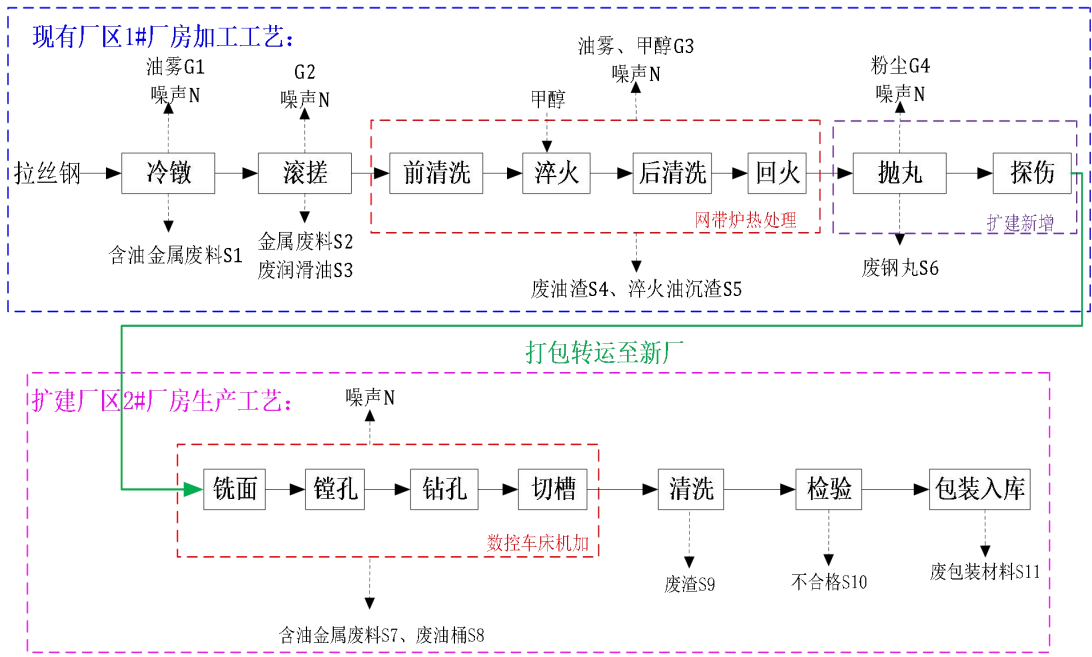 现有厂区1#厂房加工工艺：
油雾G1
噪声N
G2
噪声N
油雾、甲醇G3
噪声N
粉尘G4
噪声N
甲醇
拉丝钢
冷镦
滚搓
前清洗
淬火
后清洗
回火
抛丸
探伤
网带炉热处理
扩建新增
含油金属废料S1
金属废料S2
废润滑油S3
废油渣S4、淬火油沉渣S5
废钢丸S6
打包转运至新厂
扩建厂区2#厂房生产工艺：
噪声N
铣面
镗孔
钻孔
切槽
清洗
检验
包装入库
数控车床机加
废渣S9
不合格S10
废包装材料S11
含油金属废料S7、废油桶S8